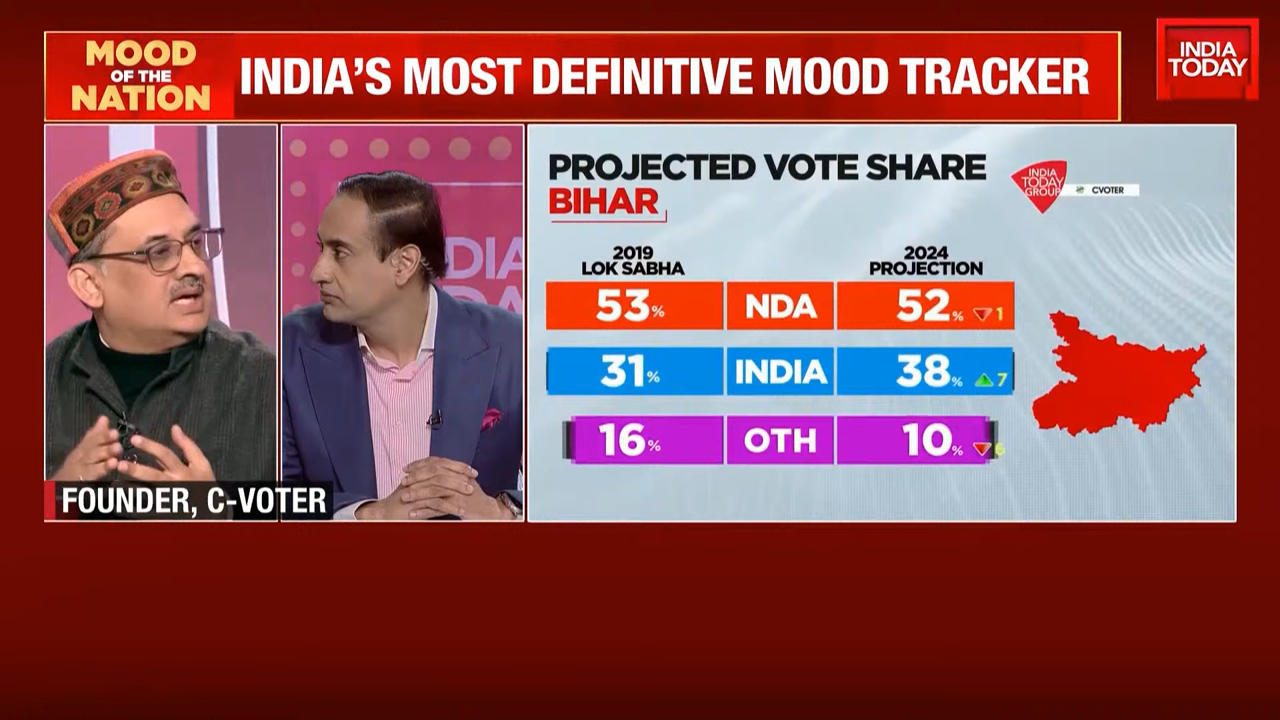 MOOD
OF THE
NATION
INDIA'S MOST DEFINITIVE MOOD TRACKER
INDIA
TODAY
PROJECTED VOTE SHARE
BIHAR
INDIA
TODAY
GROUP
CVOTER
2019
LOK SABHA
2024
PROJECTION
53% NDA 52% 1
31% INDIA 38% 7
16% OTH 10% 6
FOUNDER, C-VOTER